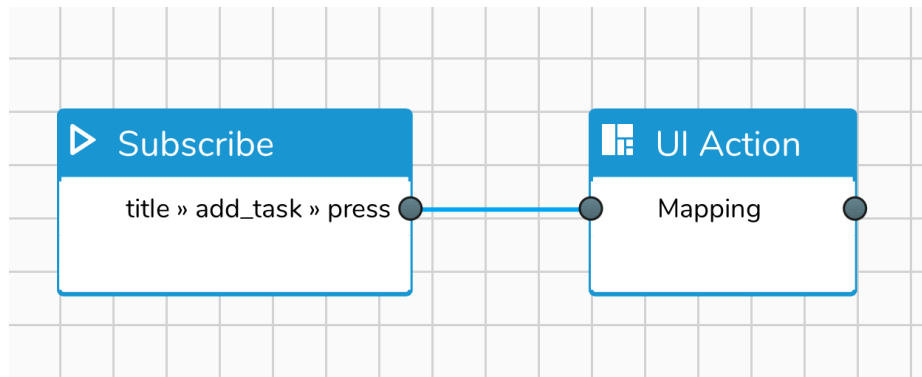 Subscribe
title » add_task » press
UI Action
Mapping